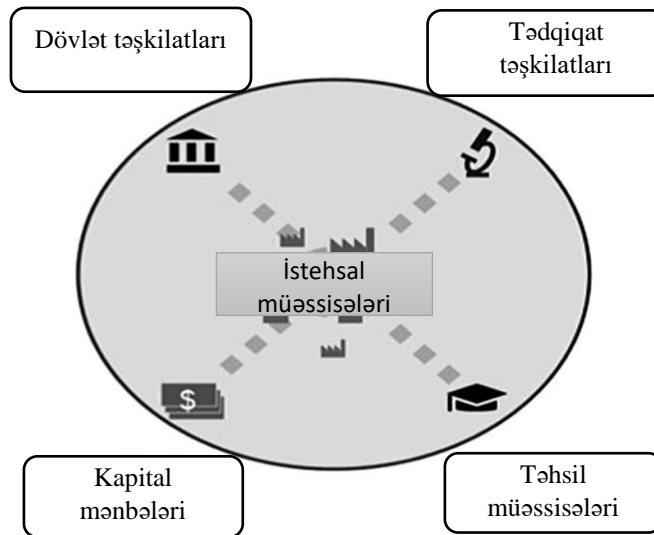 Dövlət təşkilatları
Tədqiqat
təşkilatları
İstehsal
müəssisələri
$
Kapital
mənbələri
Təhsil
müəssisələri